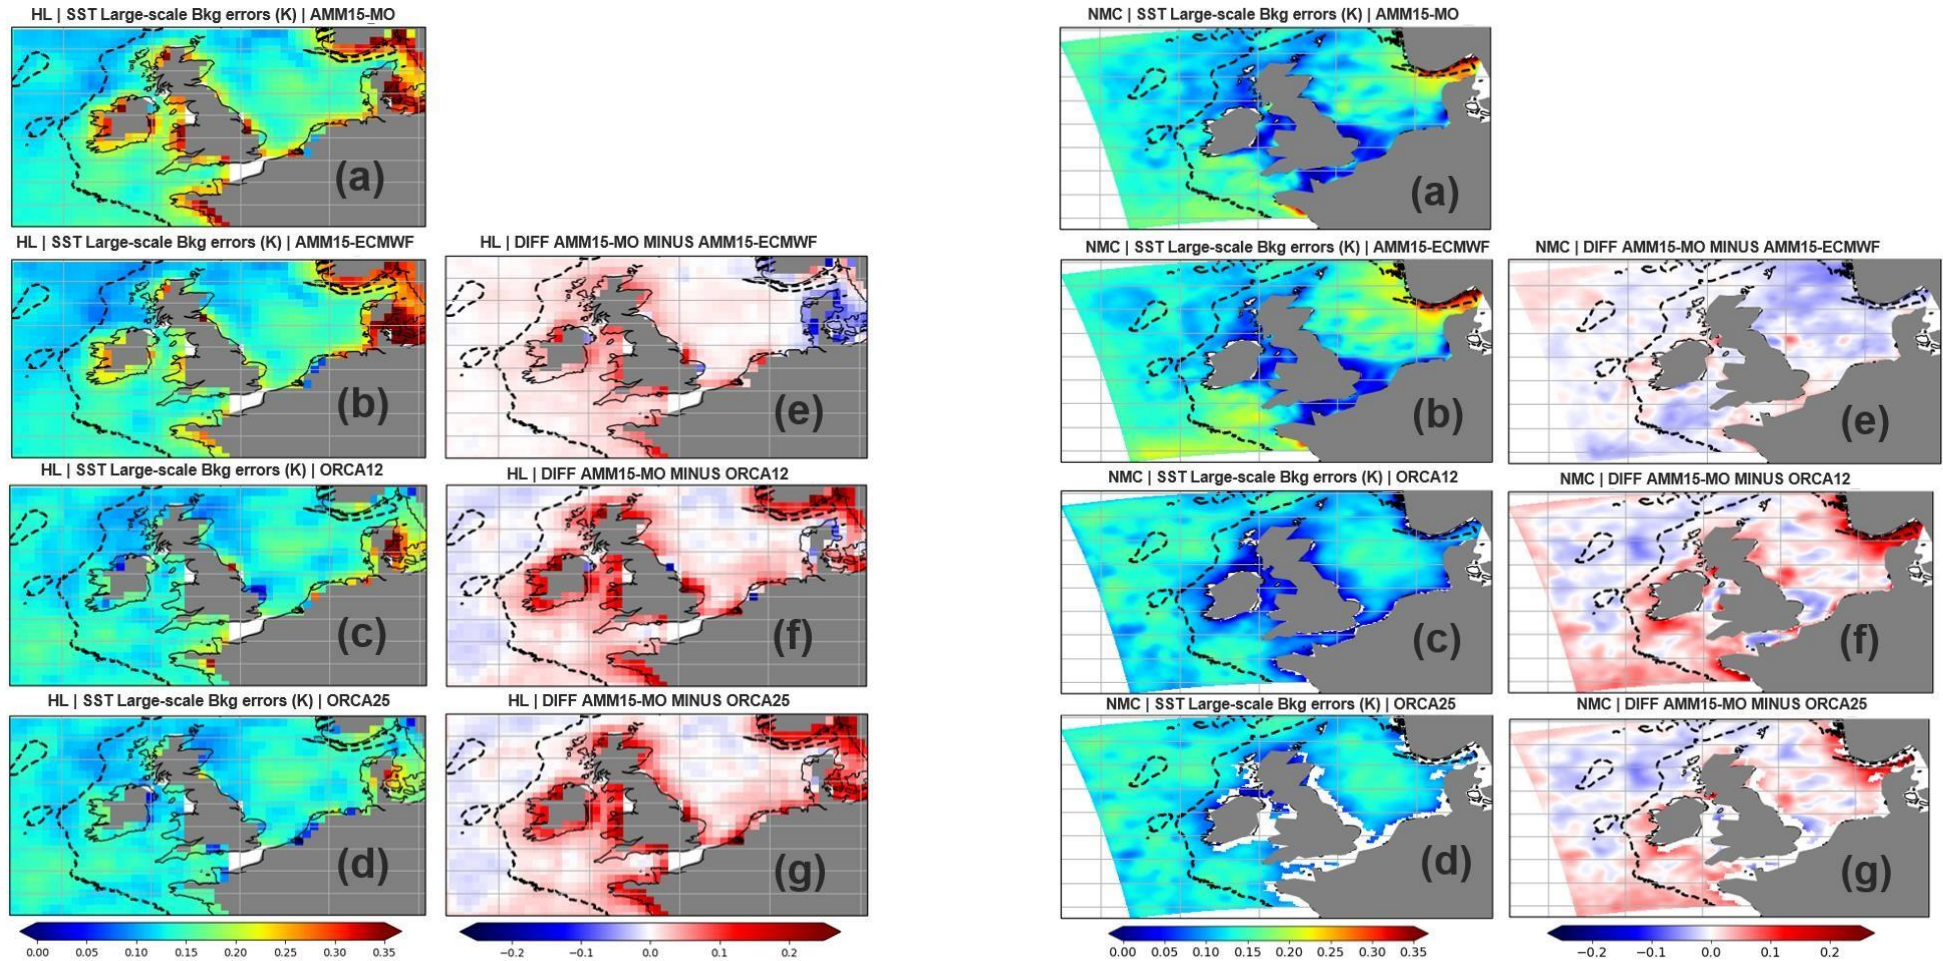 HL | SST Large-scale Bkg errors (K) | AMM15-MO
(a)
HL | SST Large-scale Bkg errors (K) | AMM15-ECMWF
(b)
HL | DIFF AMM15-MO MINUS AMM15-ECMWF
(e)
HL | SST Large-scale Bkg errors (K) | ORCA12
(c)
HL | DIFF AMM15-MO MINUS ORCA12
(f)
HL | SST Large-scale Bkg errors (K) | ORCA25
(d)
HL | DIFF AMM15-MO MINUS ORCA25
(g)
0.00 0.05 0.10 0.15 0.20 0.25 0.30 0.35
−0.2 −0.1 0.0 0.1 0.2
NMC | SST Large-scale Bkg errors (K) | AMM15-MO
(a)
NMC | SST Large-scale Bkg errors (K) | AMM15-ECMWF
(b)
NMC | DIFF AMM15-MO MINUS AMM15-ECMWF
(e)
NMC | SST Large-scale Bkg errors (K) | ORCA12
(c)
NMC | DIFF AMM15-MO MINUS ORCA12
(f)
NMC | SST Large-scale Bkg errors (K) | ORCA25
(d)
NMC | DIFF AMM15-MO MINUS ORCA25
(g)
0.00 0.05 0.10 0.15 0.20 0.25 0.30 0.35
−0.2 −0.1 0.0 0.1 0.2